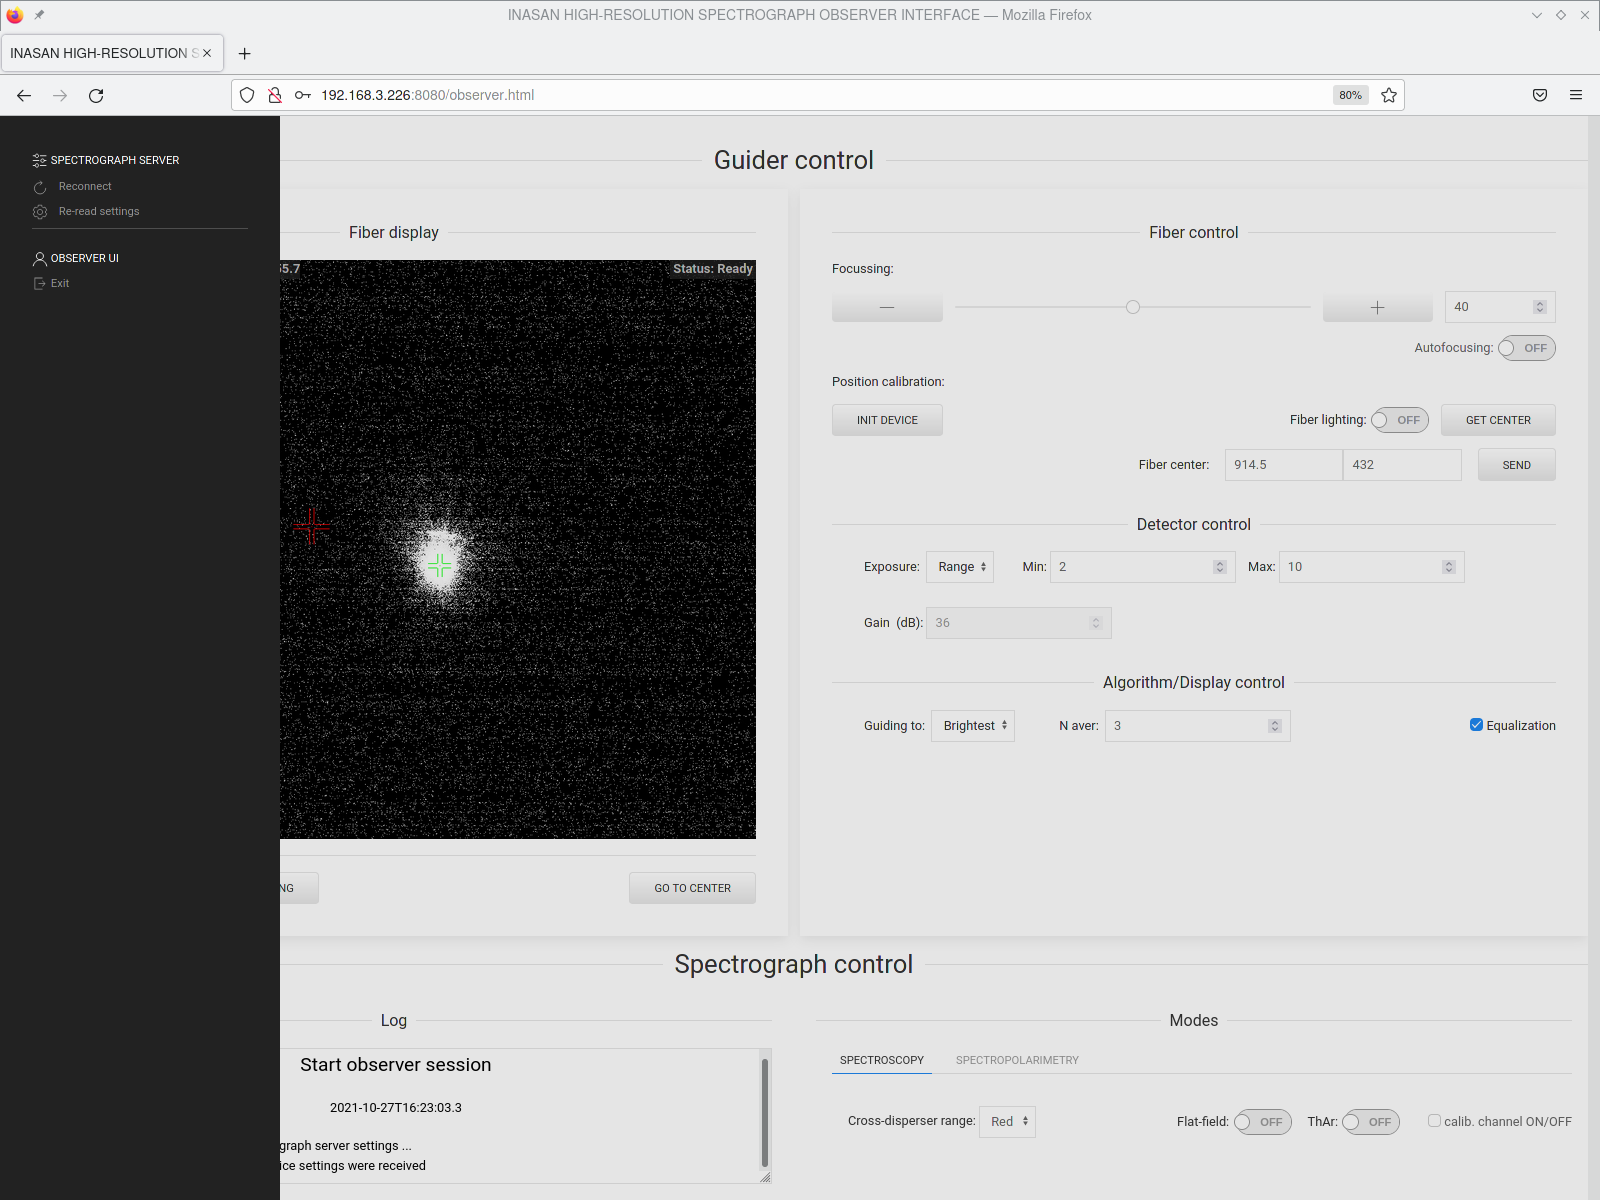 INASAN HIGH-RESOLUTION SPECTROGRAPH OBSERVER INTERFACE — Mozilla Firefox
INASAN HIGH-RESOLUTION S
192.168.3.226:8080/observer.html
80%
SPECTROGRAPH SERVER
Reconnect
Re-read settings
OBSERVER UI
Exit
Guider control
Fiber display
5.7
Status: Ready
NG
GO TO CENTER
Fiber control
Focussing:
40
Autofocusing:
OFF
Position calibration:
INIT DEVICE
Fiber lighting:
OFF
GET CENTER
Fiber center:
914.5
432
SEND
Detector control
Exposure:
Range
Min:
2
Max:
10
Gain (dB):
36
Algorithm/Display control
Guiding to:
Brightest
N aver:
3
Equalization
Spectrograph control
Log
Start observer session
2021-10-27T16:23:03.3
graph server settings ...
ice settings were received
Modes
SPECTROSCOPY
SPECTROPOLARIMETRY
Cross-disperser range:
Red
Flat-field:
OFF
ThAr:
OFF
calib. channel ON/OFF